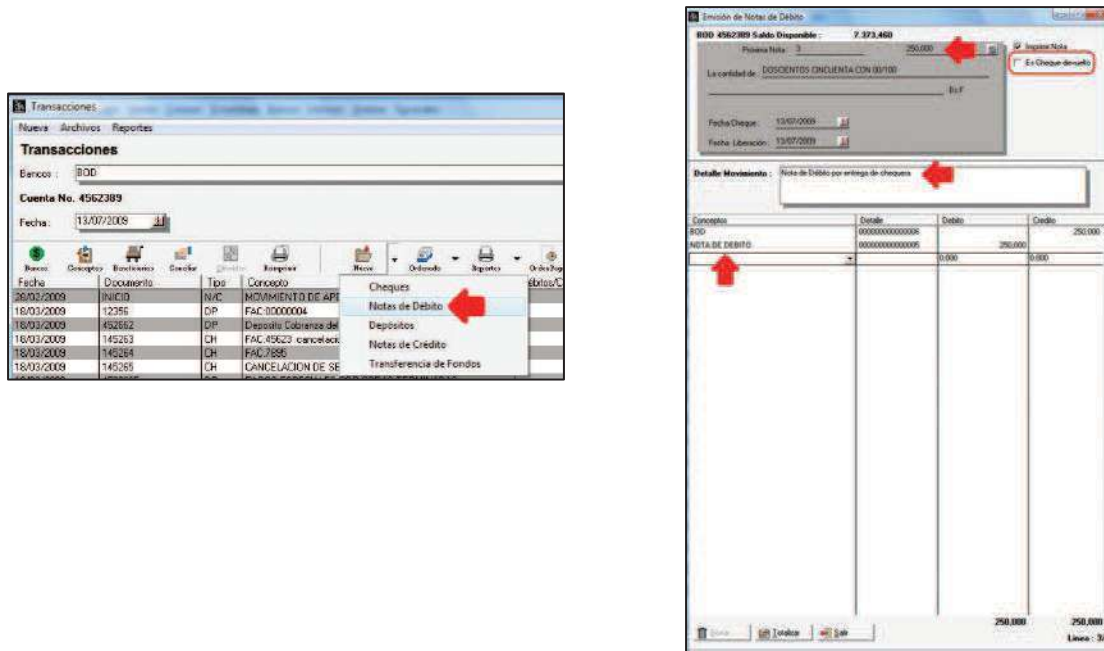 Transacciones
Nueva Archivos Reportes
Transacciones
Bancos : BOD
Cuenta No. 4562389
Fecha: 13/07/2009
Bancos Conceptos Beneficiarios Conciliar Reimprimir Nuevo Ordenado Reportes
Fecha Documento Tipo Concepto
28/02/2009 INICIO N/C MOVIMIENTO DE APE
18/03/2009 12356 DP FAC:00000004
18/03/2009 452662 DP Deposito Cobranza del
18/03/2009 145263 CH FAC.45623 cancelaci
18/03/2009 145264 CH FAC.7895
18/03/2009 145265 CH CANCELACION DE SE
Cheques
Notas de Débito
Depósitos
Notas de Crédito
Transferencia de Fondos
Emisión de Notas de Débito
BOD 4562389 Saldo Disponible : 7.373,460
Próxima Nota: 3 250,000
Imprimir Nota
Es Cheque devuelto
La cantidad de DOSCIENTOS CINCUENTA CON 00/100
Bs.F
Fecha Cheque: 13/07/2009
Fecha Liberación: 13/07/2009
Detalle Movimiento : Nota de Débito por entrega de chequera
Conceptos Detalle Debito Credito
BOD 000000000000006 250,000
NOTA DE DEBITO 000000000000005 250,000
0.000 0.000
250,000 250,000
Totalizar Salir
Linea : 3/